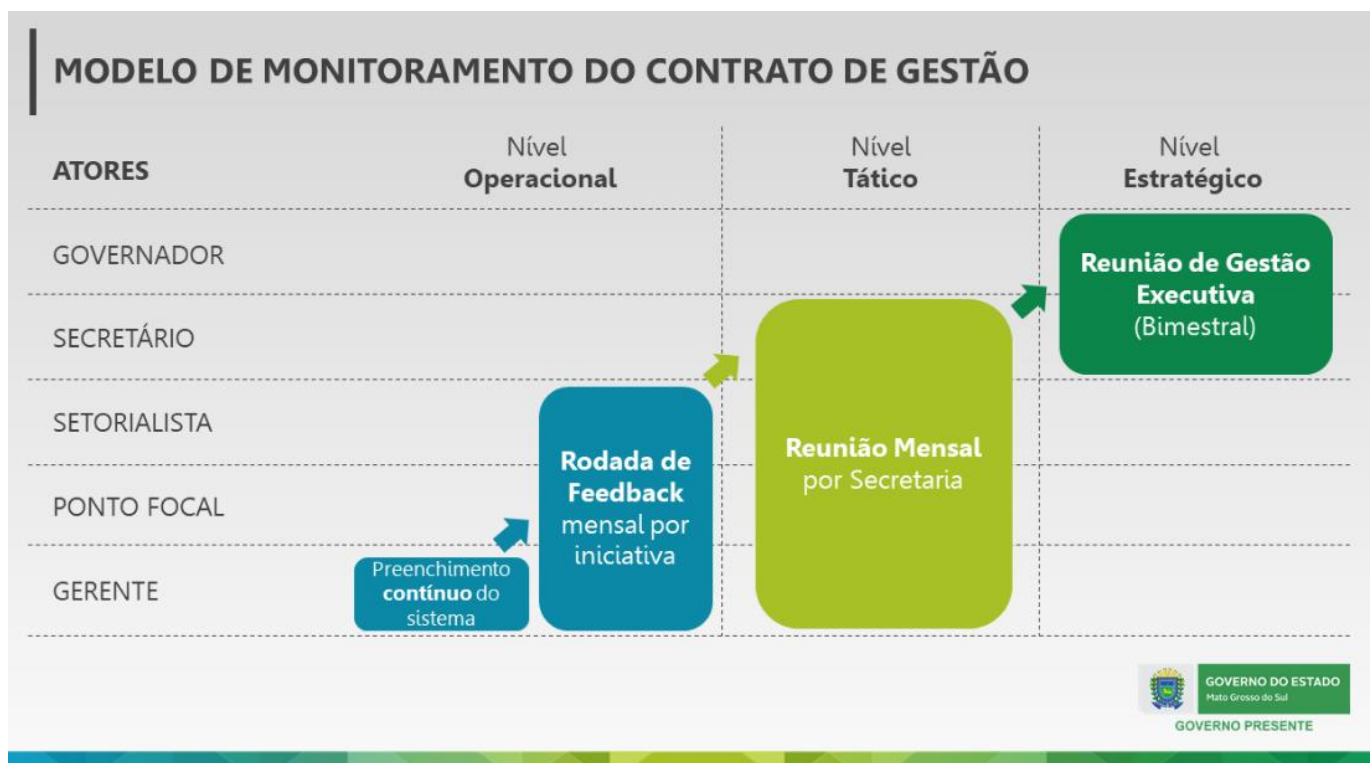 MODELO DE MONITORAMENTO DO CONTRATO DE GESTÃO
ATORES
Nível
Operacional
Nível
Tático
Nível
Estratégico
GOVERNADOR
SECRETÁRIO
SETORIALISTA
PONTO FOCAL
GERENTE
Preenchimento
contínuo do
sistema
Rodada de
Feedback
mensal por
iniciativa
Reunião Mensal
por Secretaria
Reunião de Gestão
Executiva
(Bimestral)
GOVERNO DO ESTADO
Mato Grosso do Sul
GOVERNO PRESENTE